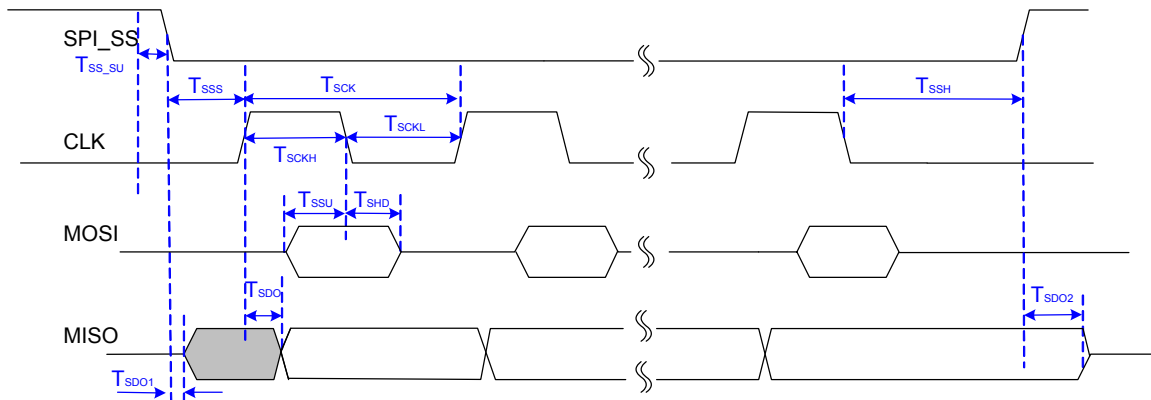 SPI_SS
TSS_SU
TSSS
TSCK
TSSH
TSCKL
CLK
TSCKH
TSSU
TSHD
MOSI
TSDO
TSDO2
MISO
TSDO1